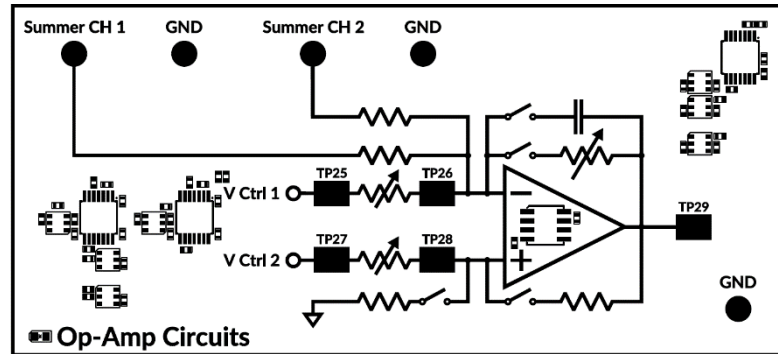 Summer CH 1 GND Summer CH 2 GND
TP25 TP26
V Ctrl 1
TP29
TP27 TP28
V Ctrl 2
GND
Op-Amp Circuits